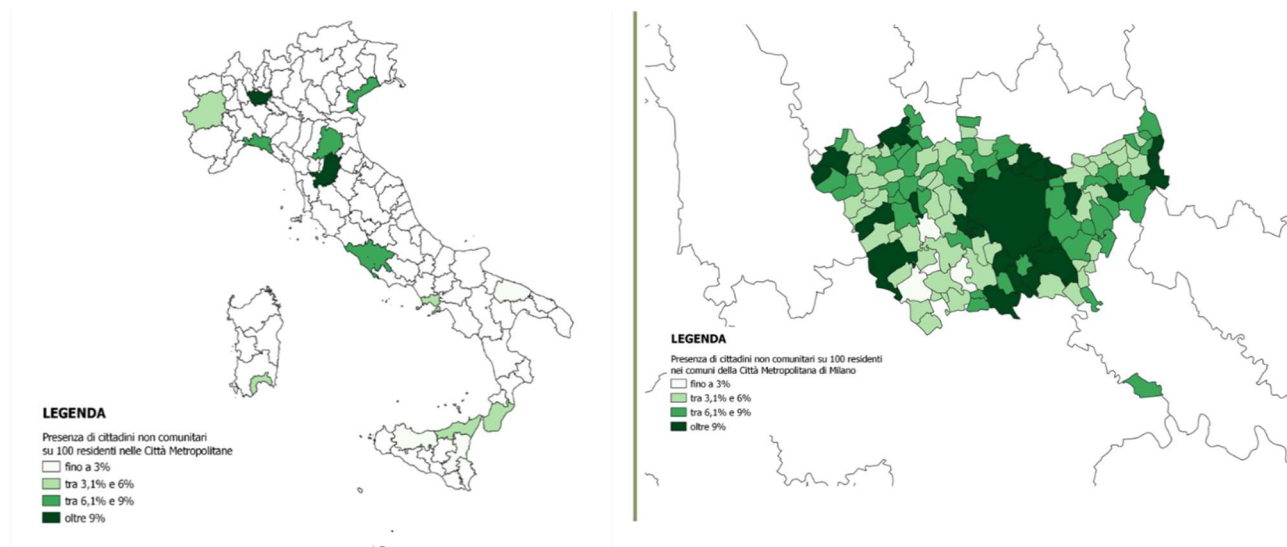 LEGENDA
Presenza di cittadini non comunitari
su 100 residenti nelle Città Metropolitane
fino a 3%
tra 3,1% e 6%
tra 6,1% e 9%
oltre 9%
LEGENDA
Presenza di cittadini non comunitari su 100 residenti
nei comuni della Città Metropolitana di Milano
fino a 3%
tra 3,1% e 6%
tra 6,1% e 9%
oltre 9%